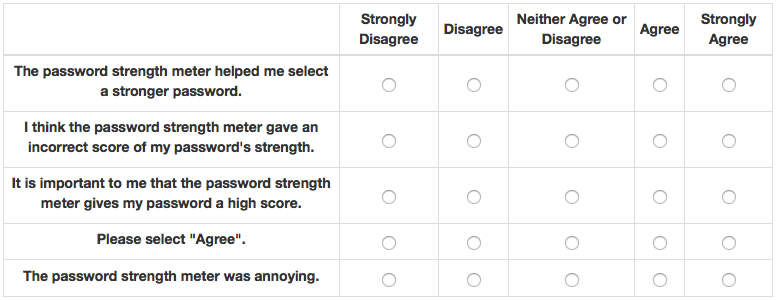 Strongly
Disagree
Disagree
Neither Agree or
Disagree
Agree
Strongly
Agree
The password strength meter helped me select
a stronger password.
I think the password strength meter gave an
incorrect score of my password's strength.
It is important to me that the password strength
meter gives my password a high score.
Please select "Agree".
The password strength meter was annoying.